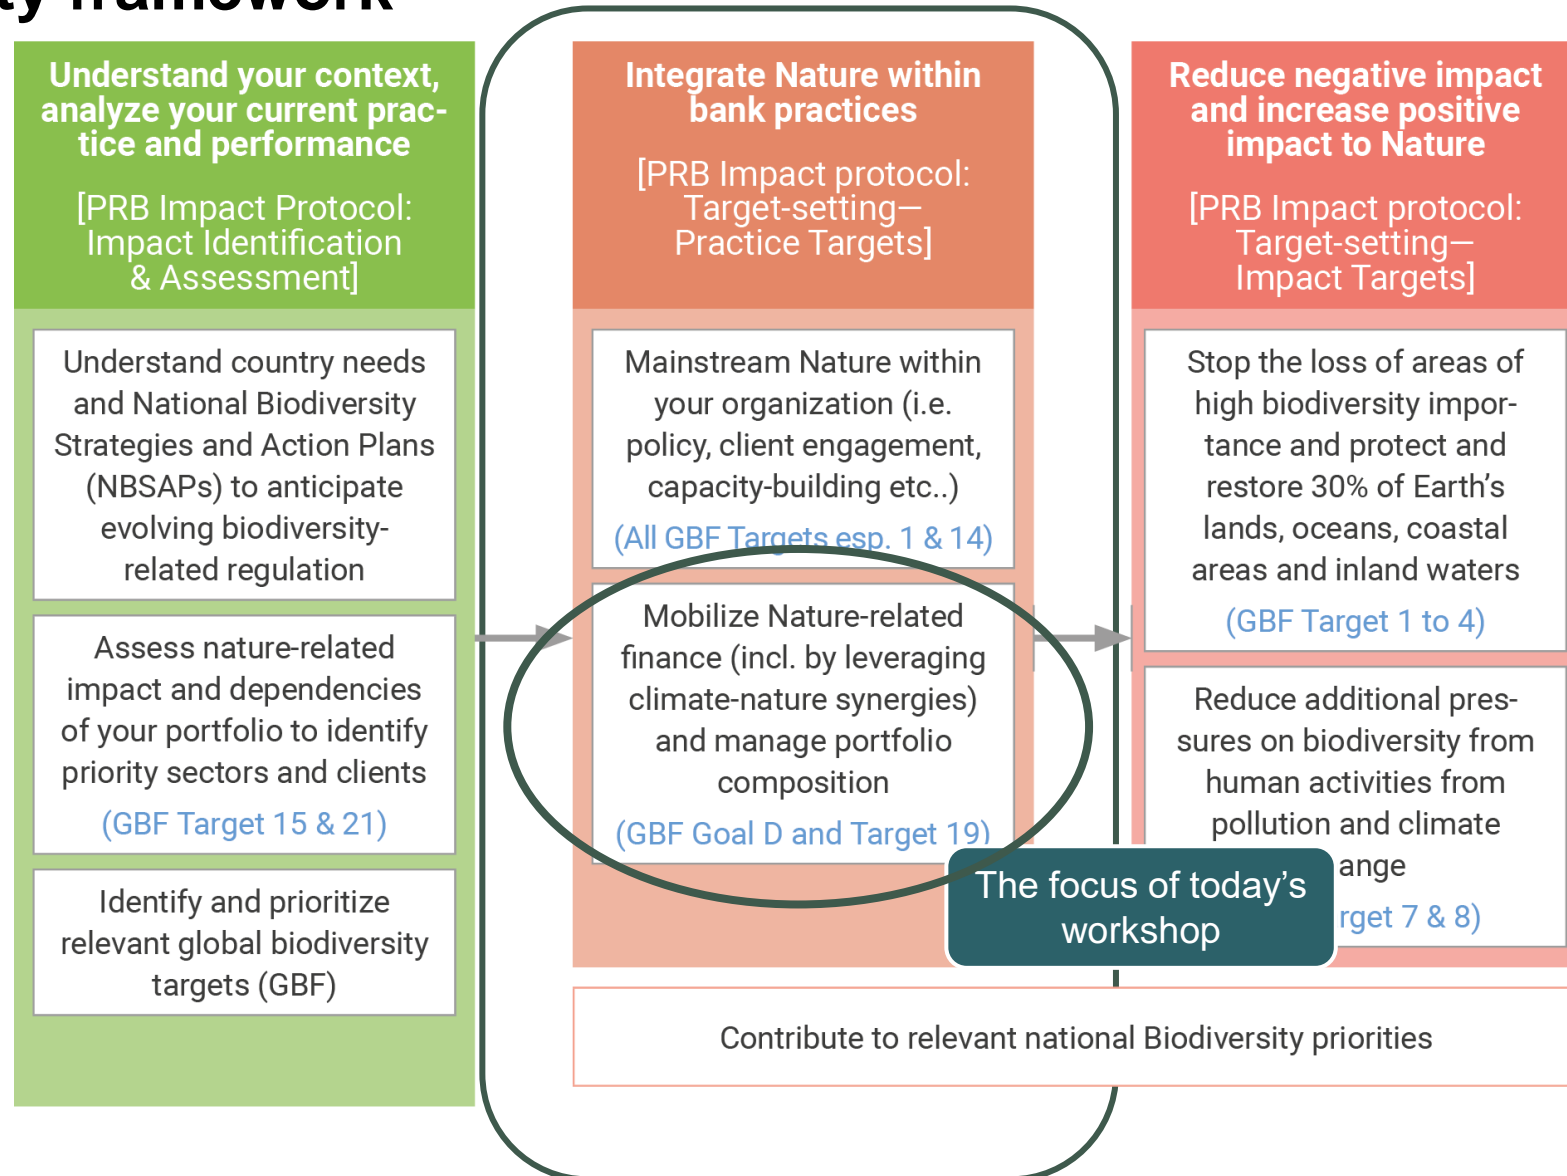 ty framework
Understand your context,
analyze your current prac-
tice and performance
[PRB Impact Protocol:
Impact Identification
& Assessment]
Understand country needs
and National Biodiversity
Strategies and Action Plans
(NBSAPs) to anticipate
evolving biodiversity-
related regulation
Assess nature-related
impact and dependencies
of your portfolio to identify
priority sectors and clients
(GBF Target 15 & 21)
Identify and prioritize
relevant global biodiversity
targets (GBF)
Integrate Nature within
bank practices
[PRB Impact protocol:
Target-setting—
Practice Targets]
Mainstream Nature within
your organization (i.e.
policy, client engagement,
capacity-building etc..)
(All GBF Targets esp. 1 & 14)
Mobilize Nature-related
finance (incl. by leveraging
climate-nature synergies)
and manage portfolio
composition
(GBF Goal D and Target 19)
The focus of today’s
workshop
Reduce negative impact
and increase positive
impact to Nature
[PRB Impact protocol:
Target-setting—
Impact Targets]
Stop the loss of areas of
high biodiversity impor-
tance and protect and
restore 30% of Earth’s
lands, oceans, coastal
areas and inland waters
(GBF Target 1 to 4)
Reduce additional pres-
sures on biodiversity from
human activities from
pollution and climate
ange
rget 7 & 8)
Contribute to relevant national Biodiversity priorities